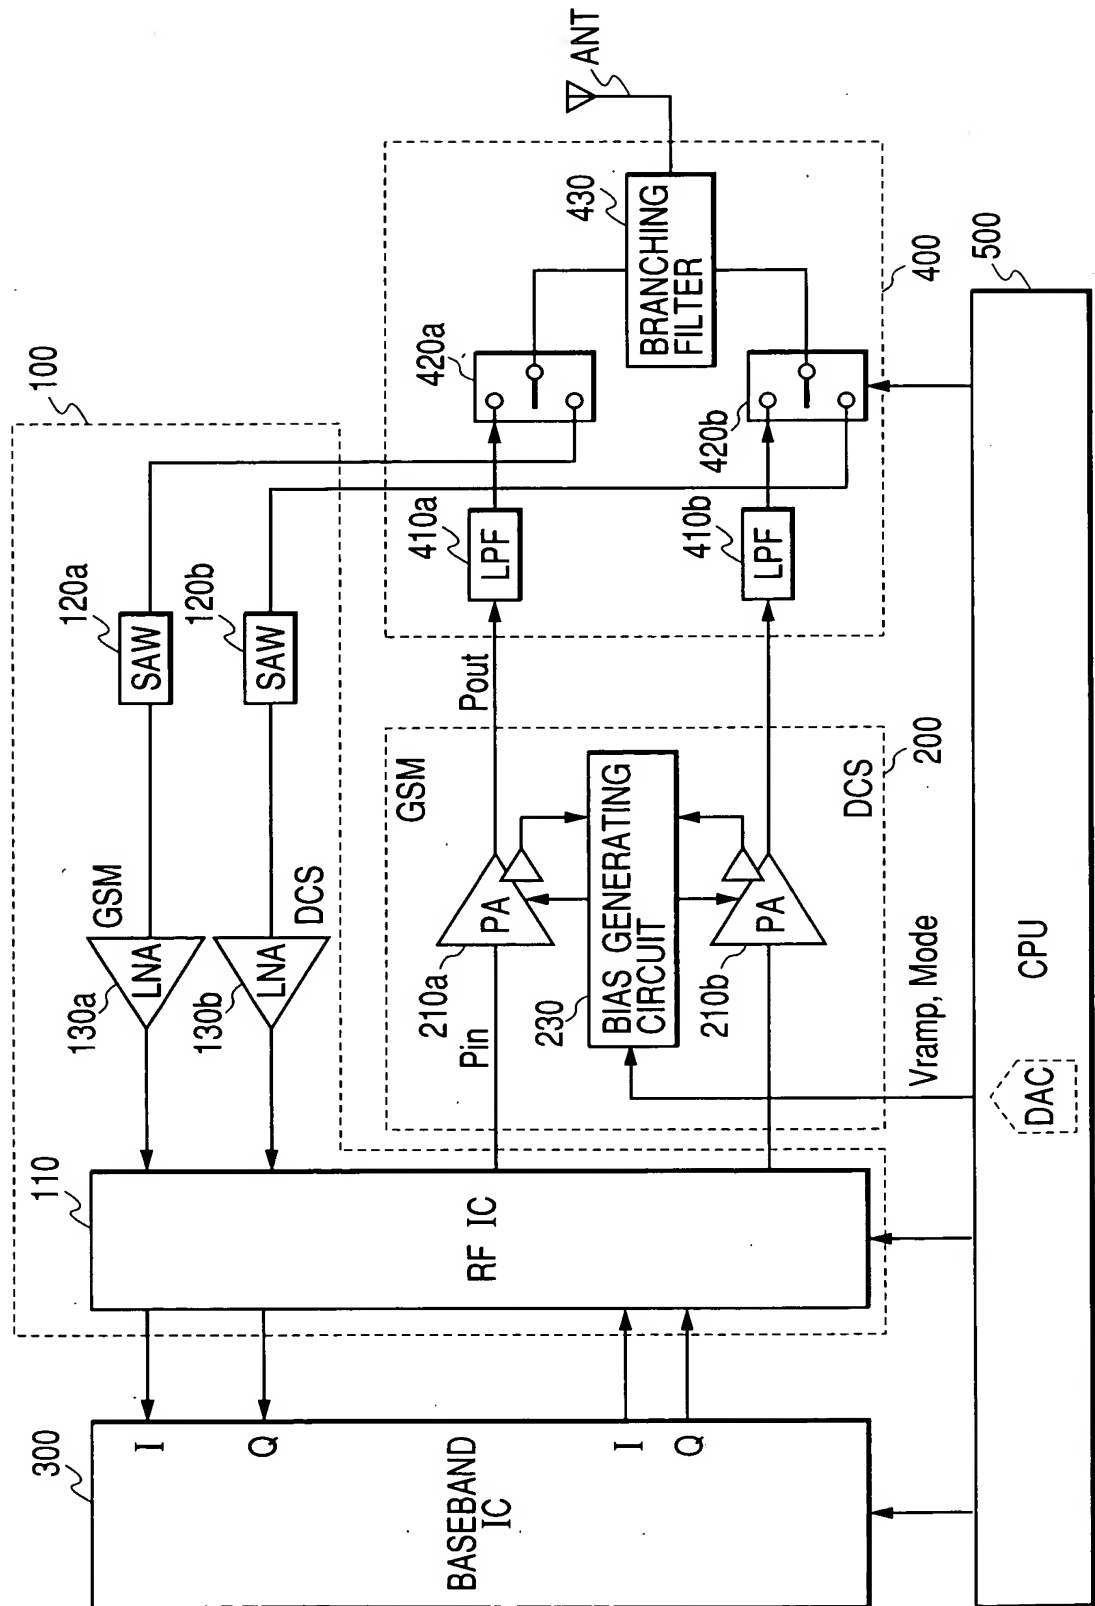 100
120a
SAW
120b
SAW
GSM
LNA
130a
DCS
LNA
130b
110
RF IC
300
BASEBAND
IC
I
Q
I
Q
ANT
430
BRANCHING
FILTER
420a
420b
410a
LPF
410b
LPF
400
Pout
Pin
GSM
PA
210a
BIAS GENERATING
CIRCUIT
230
PA
210b
DCS
200
Vramp, Mode
DAC
CPU
500